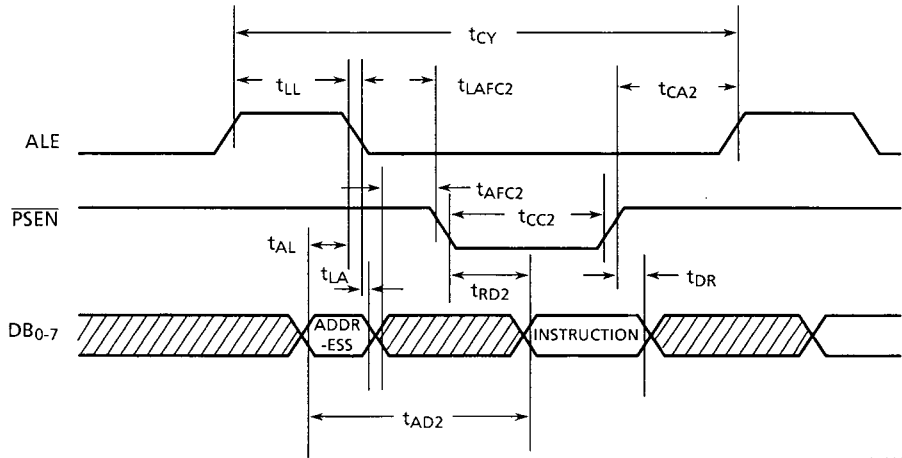 tCY
tLL
tLAFC2
tCA2
ALE
tAFC2
PSEN
tCC2
tAL
tLA
tRD2
tDR
DB0-7
ADDR
-ESS
INSTRUCTION
tAD2